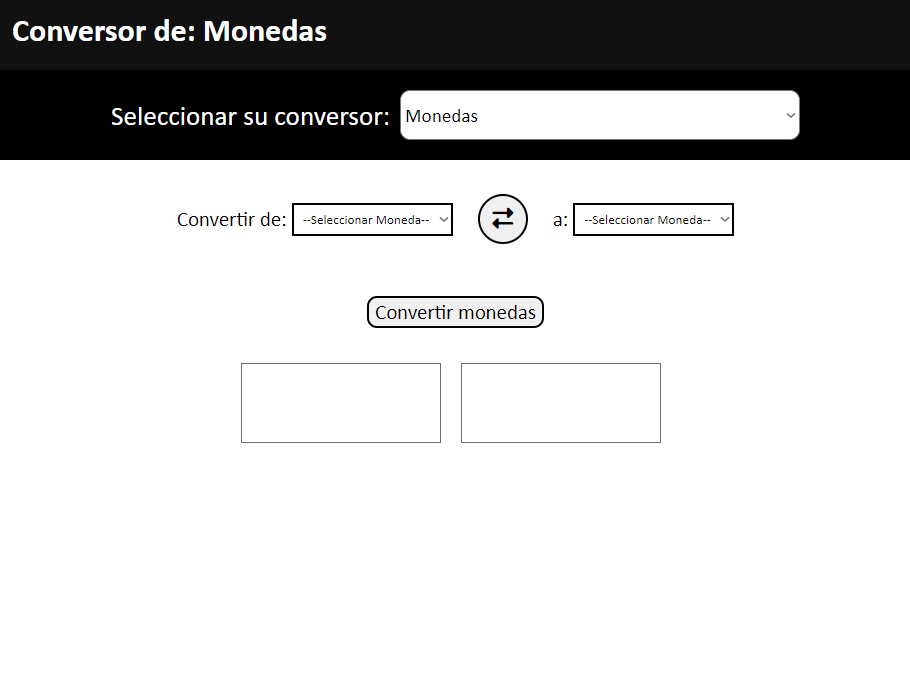 Conversor de: Monedas
Seleccionar su conversor: Monedas
Convertir de: --Seleccionar Moneda-- a: --Seleccionar Moneda--
Convertir monedas